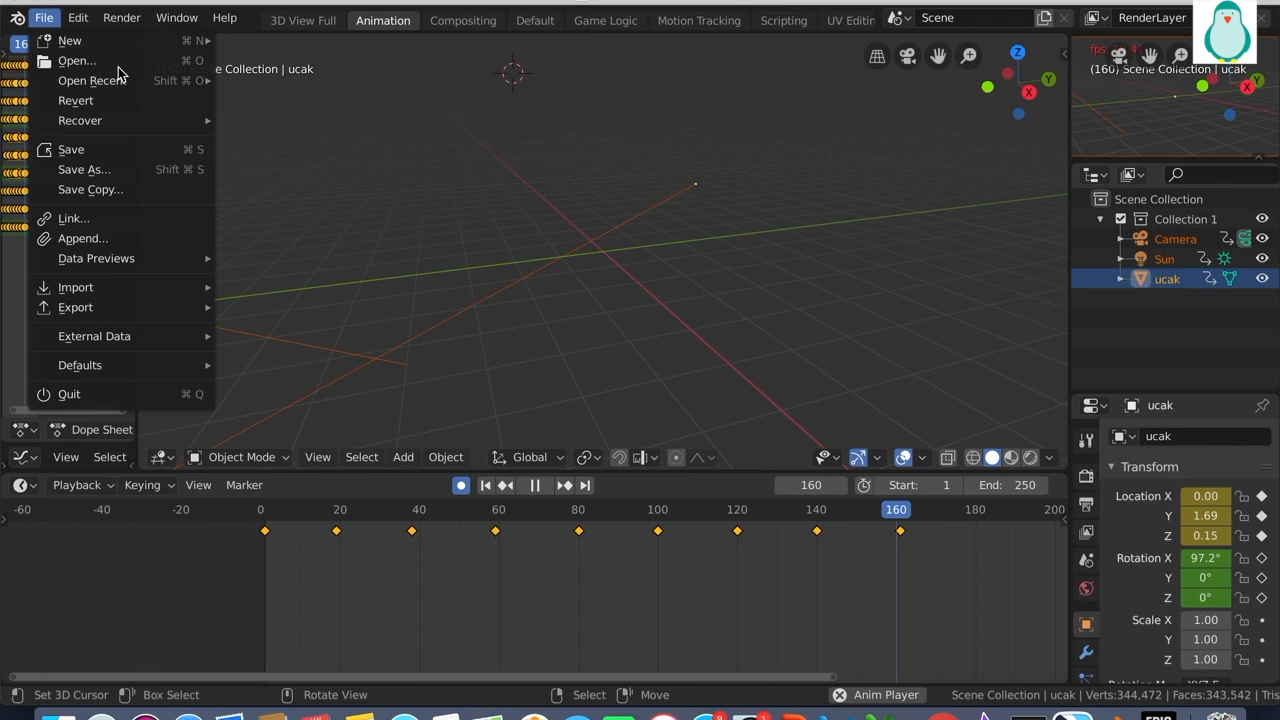 File Edit Render Window Help
3D View Full Animation Compositing Default Game Logic Motion Tracking Scripting
Scene
RenderLayer
16
New ⌘ N
Open... ⌘ O
Open Recent Shift ⌘ O
Revert
Recover
Save ⌘ S
Save As... Shift ⌘ S
Save Copy...
Link...
Append...
Data Previews
Import
Export
External Data
Defaults
Quit ⌘ Q
e Collection | ucak
Z
Y
X
(160) Scene Collection | ucak
Z
Y
X
Scene Collection
Collection 1
Camera
Sun
ucak
Dope Sheet
View Select
Object Mode View Select Add Object Global
Playback Keying View Marker
160 Start: 1 End: 250
-60 -40 -20 0 20 40 60 80 100 120 140 160 180 200
ucak
ucak
Transform
Location X 0.00
Y 1.69
Z 0.15
Rotation X 97.2°
Y 0°
Z 0°
Scale X 1.00
Y 1.00
Z 1.00
Set 3D Cursor Box Select Rotate View Select Move Anim Player Scene Collection | ucak | Verts:344,472 | Faces:343,542 | Tris
EPIC